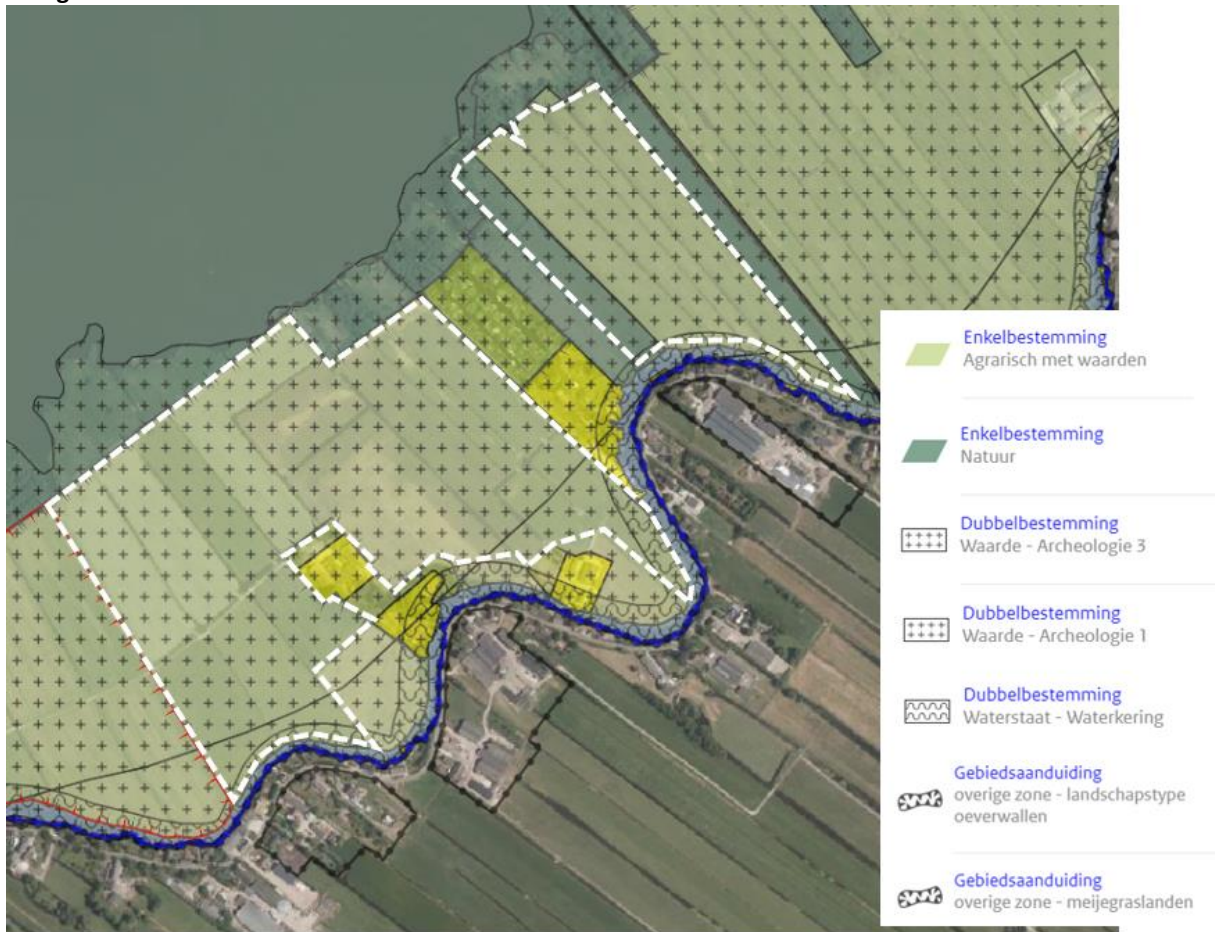 Enkelbestemming
Agrarisch met waarden
Enkelbestemming
Natuur
Dubbelbestemming
Waarde - Archeologie 3
Dubbelbestemming
Waarde - Archeologie 1
Dubbelbestemming
Waterstaat - Waterkering
Gebiedsaanduiding
overige zone - landschapstype
oeverwallen
Gebiedsaanduiding
overige zone - meijegraslanden